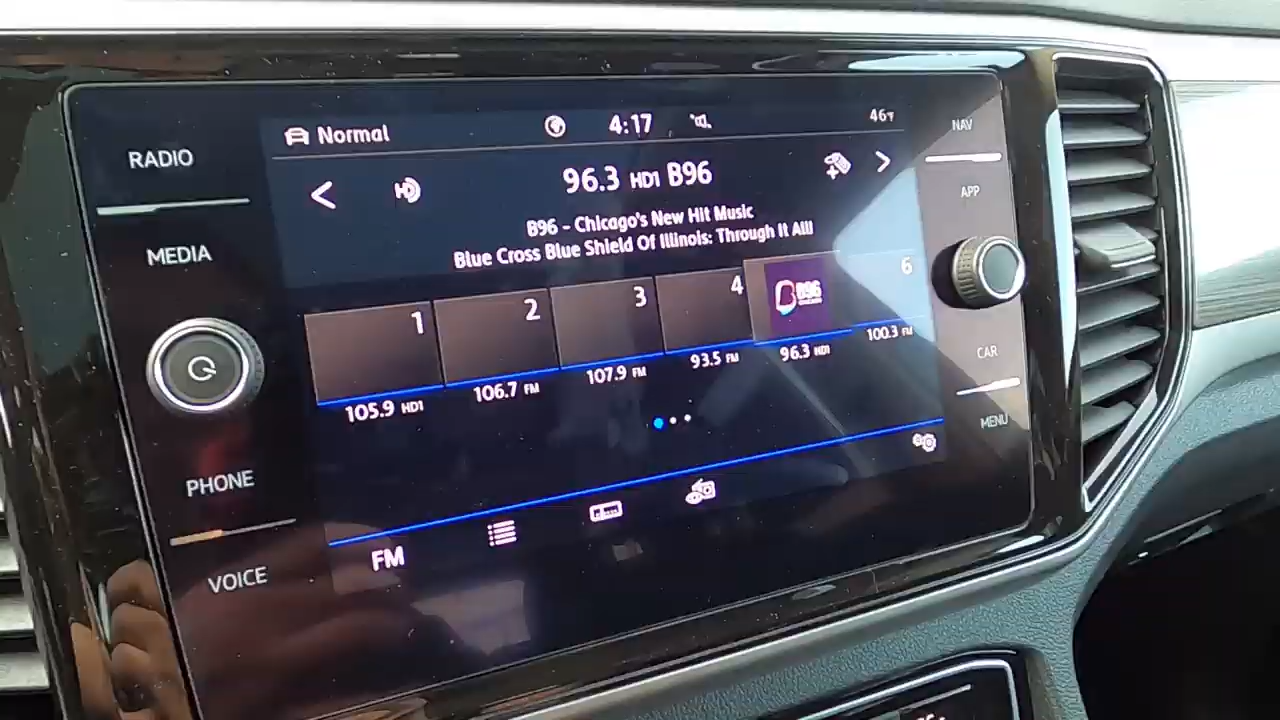 RADIO
MEDIA
PHONE
VOICE
Normal
4:17
46°F
96.3 HD1 B96
B96 - Chicago's New Hit Music
Blue Cross Blue Shield Of Illinois: Through It All!
1
2
3
4
B96
6
105.9 HD1
106.7 FM
107.9 FM
93.5 FM
96.3 HD1
100.3 FM
FM
NAV
APP
CAR
MENU